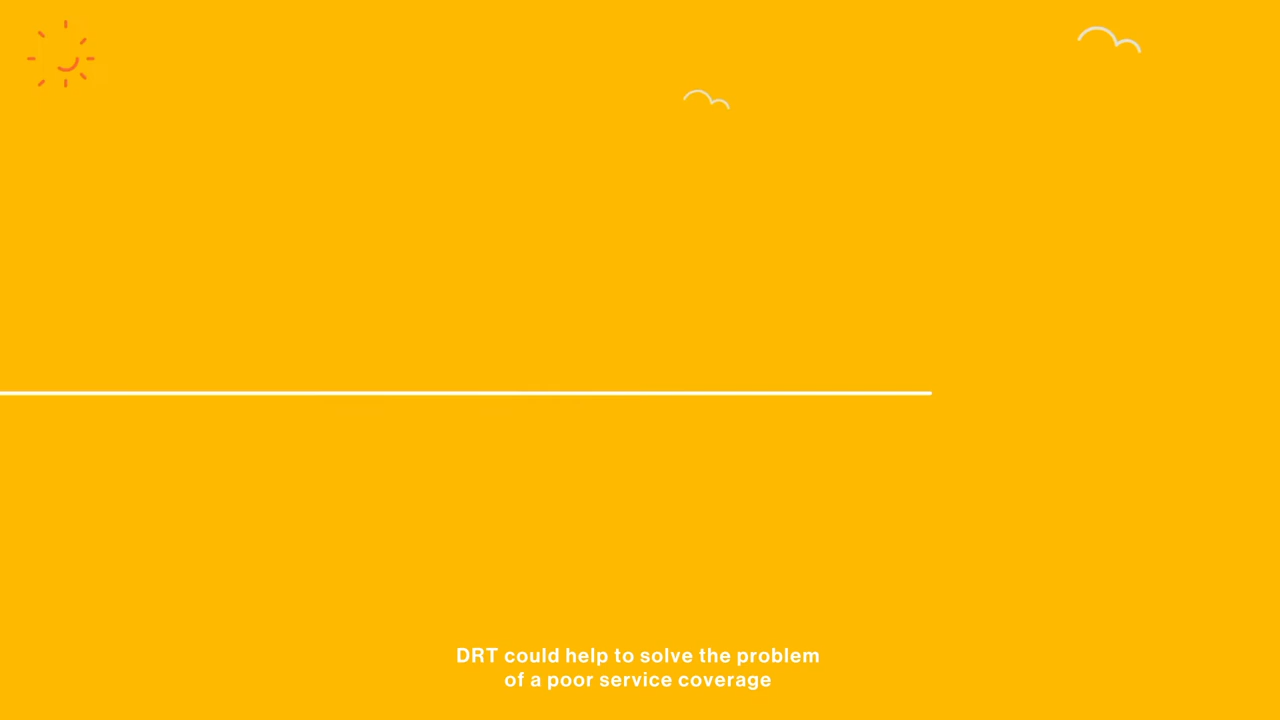 DRT could help to solve the problem
of a poor service coverage